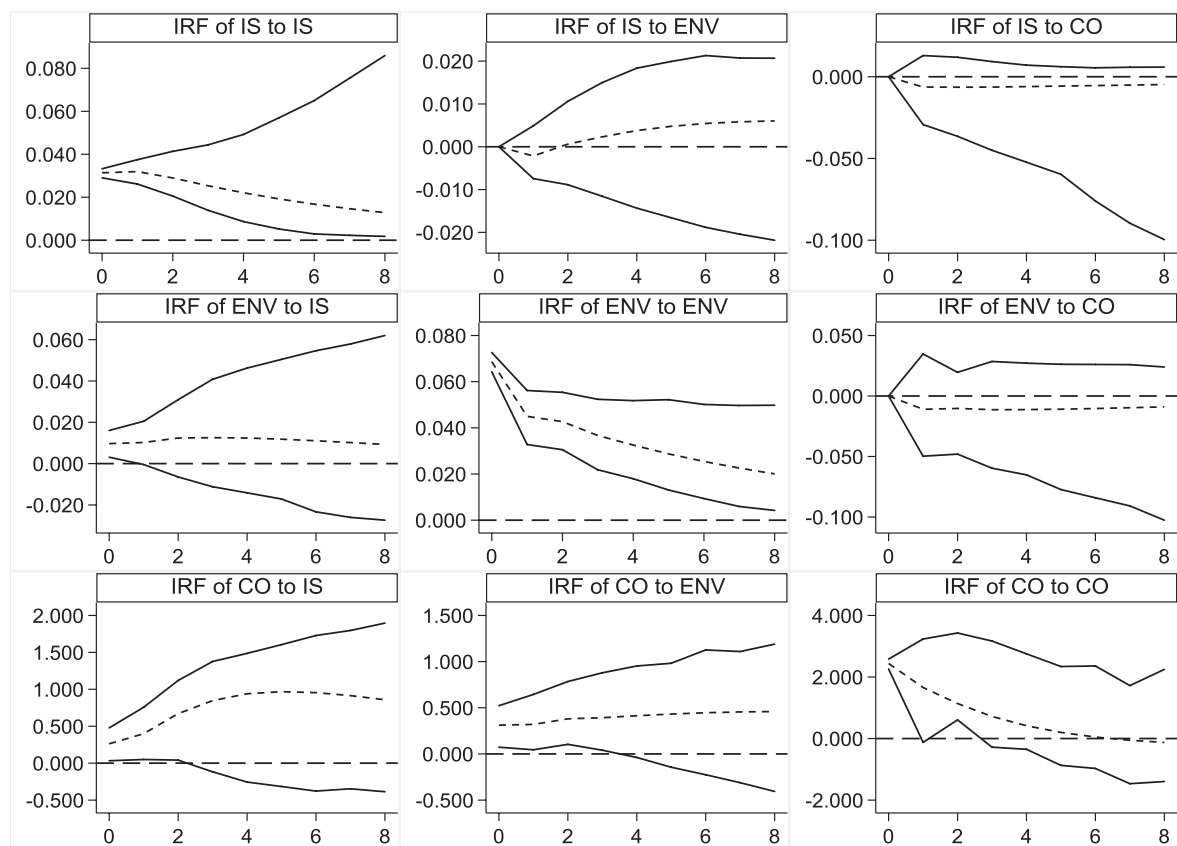 IRF of IS to IS
0.080
0.060
0.040
0.020
0.000
0 2 4 6 8
IRF of IS to ENV
0.020
0.010
0.000
-0.010
-0.020
0 2 4 6 8
IRF of IS to CO
0.000
-0.050
-0.100
0 2 4 6 8
IRF of ENV to IS
0.060
0.040
0.020
0.000
-0.020
0 2 4 6 8
IRF of ENV to ENV
0.080
0.060
0.040
0.020
0.000
0 2 4 6 8
IRF of ENV to CO
0.050
0.000
-0.050
-0.100
0 2 4 6 8
IRF of CO to IS
2.000
1.500
1.000
0.500
0.000
-0.500
0 2 4 6 8
IRF of CO to ENV
1.500
1.000
0.500
0.000
-0.500
0 2 4 6 8
IRF of CO to CO
4.000
2.000
0.000
-2.000
0 2 4 6 8